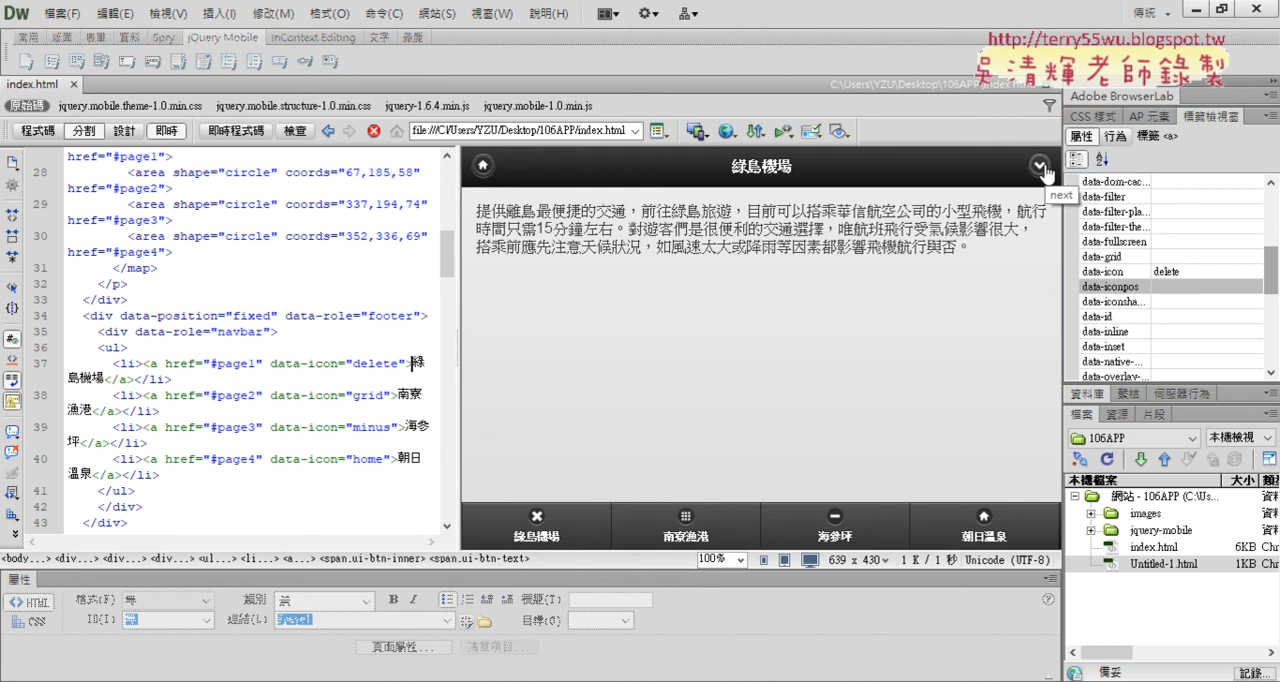 Dw 檔案(F) 編輯(E) 檢視(V) 插入(I) 修改(M) 格式(O) 命令(C) 網站(S) 視窗(W) 說明(H) 傳統
常用 版面 表單 資料 Spry jQuery Mobile InContext Editing 文字 喜愛
http://terry55wu.blogspot.tw
吳清輝老師錄製
index.html
C:\Users\YZU\Desktop\106APP\index.html
原始碼 jquery.mobile.theme-1.0.min.css jquery.mobile.structure-1.0.min.css jquery-1.6.4.min.js jquery.mobile-1.0.min.js
程式碼 分割 設計 即時 即時程式碼 檢查 file:///C|/Users/YZU/Desktop/106APP/index.html
href="#page1">
28 <area shape="circle" coords="67,185,58"
href="#page2">
29 <area shape="circle" coords="337,194,74"
href="#page3">
30 <area shape="circle" coords="352,336,69"
href="#page4">
31 </map>
32 </p>
33 </div>
34 <div data-position="fixed" data-role="footer">
35 <div data-role="navbar">
36 <ul>
37 <li><a href="#page1" data-icon="delete">綠
島機場</a></li>
38 <li><a href="#page2" data-icon="grid">南寮
漁港</a></li>
39 <li><a href="#page3" data-icon="minus">海參
坪</a></li>
40 <li><a href="#page4" data-icon="home">朝日
溫泉</a></li>
41 </ul>
42 </div>
43 </div>
綠島機場
next
提供離島最便捷的交通，前往綠島旅遊，目前可以搭乘華信航空公司的小型飛機，航行
時間只需15分鐘左右。對遊客們是很便利的交通選擇，唯航班飛行受氣候影響很大，
搭乘前應先注意天候狀況，如風速太大或降雨等因素都影響飛機航行與否。
綠島機場 南寮漁港 海參坪 朝日溫泉
<body...> <div...> <div...> <div...> <ul...> <li...> <a...> <span.ui-btn-inner> <span.ui-btn-text>
100% 639 x 430 1 K / 1 秒 Unicode (UTF-8)
屬性
<> HTML 格式(F) 無 類別 無 B I 標題(T)
CSS ID(I) 無 連結(L) #page1 目標(G)
頁面屬性... 清單項目...
Adobe BrowserLab
CSS 樣式 AP 元素 標籤檢視窗
屬性 行為 標籤 <a>
data-dom-cac...
data-filter
data-filter-pla...
data-filter-the...
data-fullscreen
data-grid
data-icon delete
data-iconpos
data-iconsha...
data-id
data-inline
data-inset
data-native-...
data-overlay-...
資料庫 繫結 伺服器行為
檔案 資源 片段
106APP 本機檢視
本機檔案 大小 類
網站 - 106APP (C:\Us... 資料
images 資料
jquery-mobile 資料
index.html 6KB Chr
Untitled-1.html 1KB Chr
備妥 記錄...